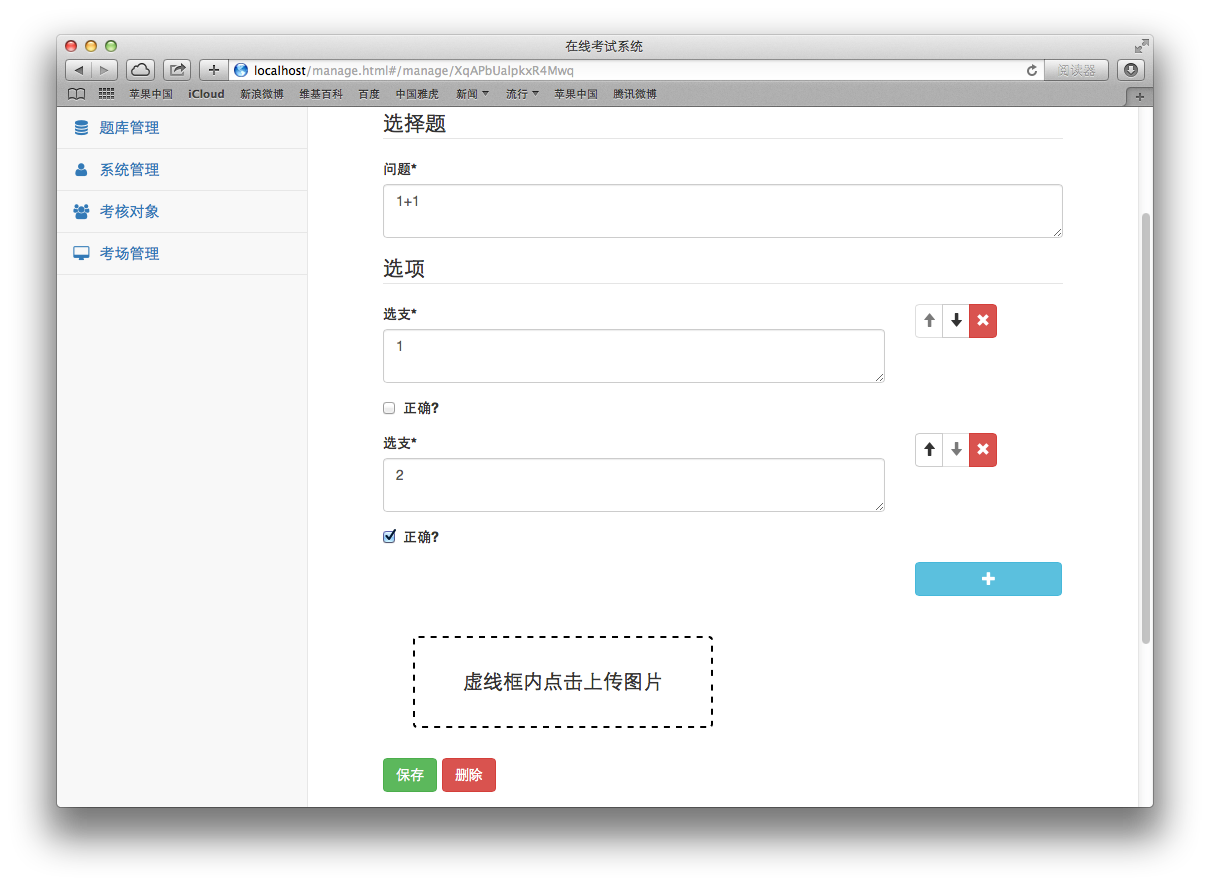 在线考试系统
localhost/manage.html#/manage/XqAPbUalpkxR4Mwq
阅读器
苹果中国 iCloud 新浪微博 维基百科 百度 中国雅虎 新闻 流行 苹果中国 腾讯微博
题库管理
系统管理
考核对象
考场管理
选择题
问题*
1+1
选项
选支*
1
正确?
选支*
2
正确?
虚线框内点击上传图片
保存 删除